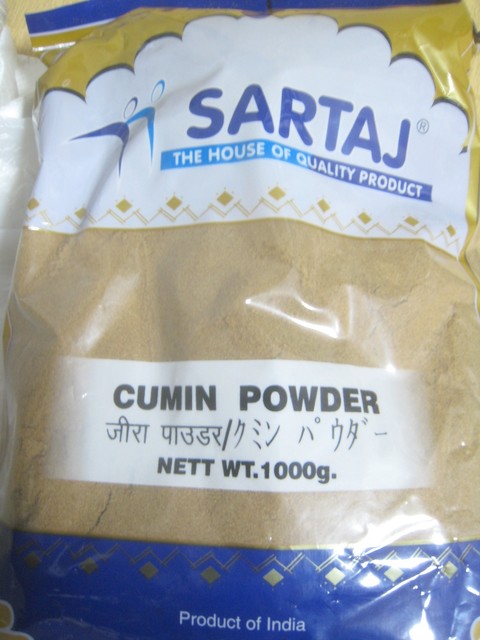 SARTAJ®
THE HOUSE OF QUALITY PRODUCT
CUMIN POWDER
जीरा पाउडर/クミン パウダー
NETT WT.1000g.
Product of India